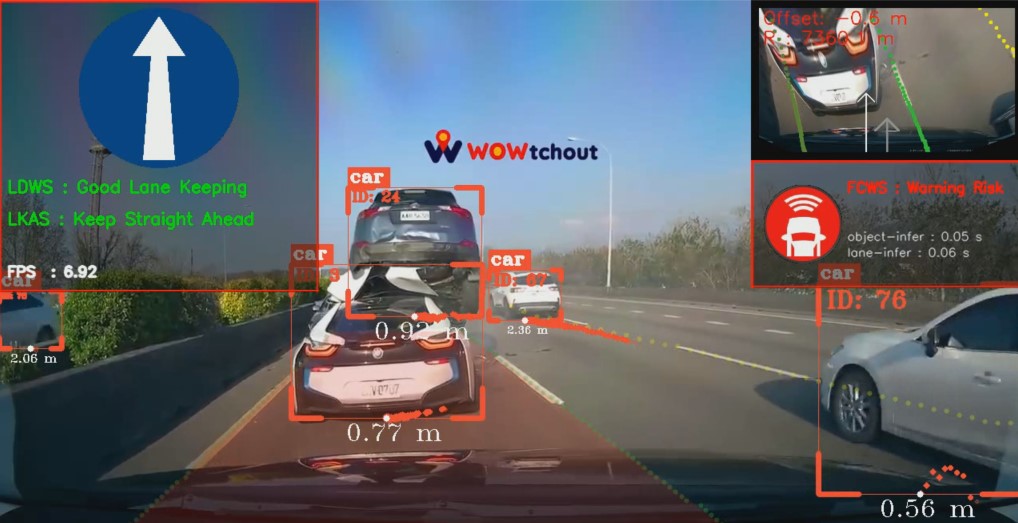 LDWS : Good Lane Keeping
LKAS : Keep Straight Ahead
FPS : 6.92
WOWtchout
Offset: -0.6 m
FCWS : Warning Risk
object-infer : 0.05 s
lane-infer : 0.06 s
car
ID: 24
car
car
car
car
ID: 76
0.92 m
2.36 m
2.06 m
0.77 m
0.56 m